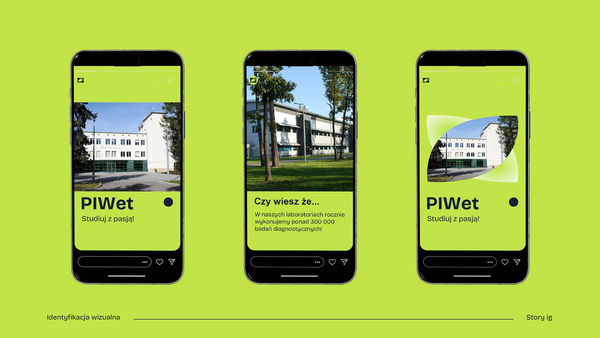 PIWet
Studiuj z pasją!
Czy wiesz że...
W naszych laboratoriach rocznie
wykonujemy ponad 300 000
badań diagnostycznych!
PIWet
Studiuj z pasją!
Identyfikacja wizualna
Story ig